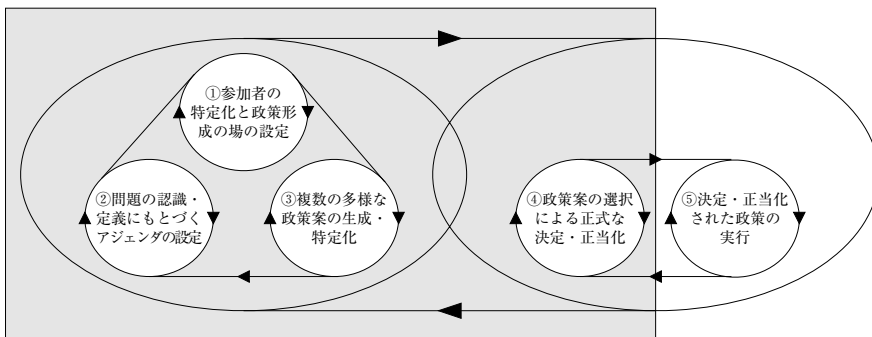 ①参加者の
特定化と政策形
成の場の設定
②問題の認識・
定義にもとづく
アジェンダの設定
③複数の多様な
政策案の生成・
特定化
④政策案の選択
による正式な
決定・正当化
⑤決定・正当化
された政策の
実行